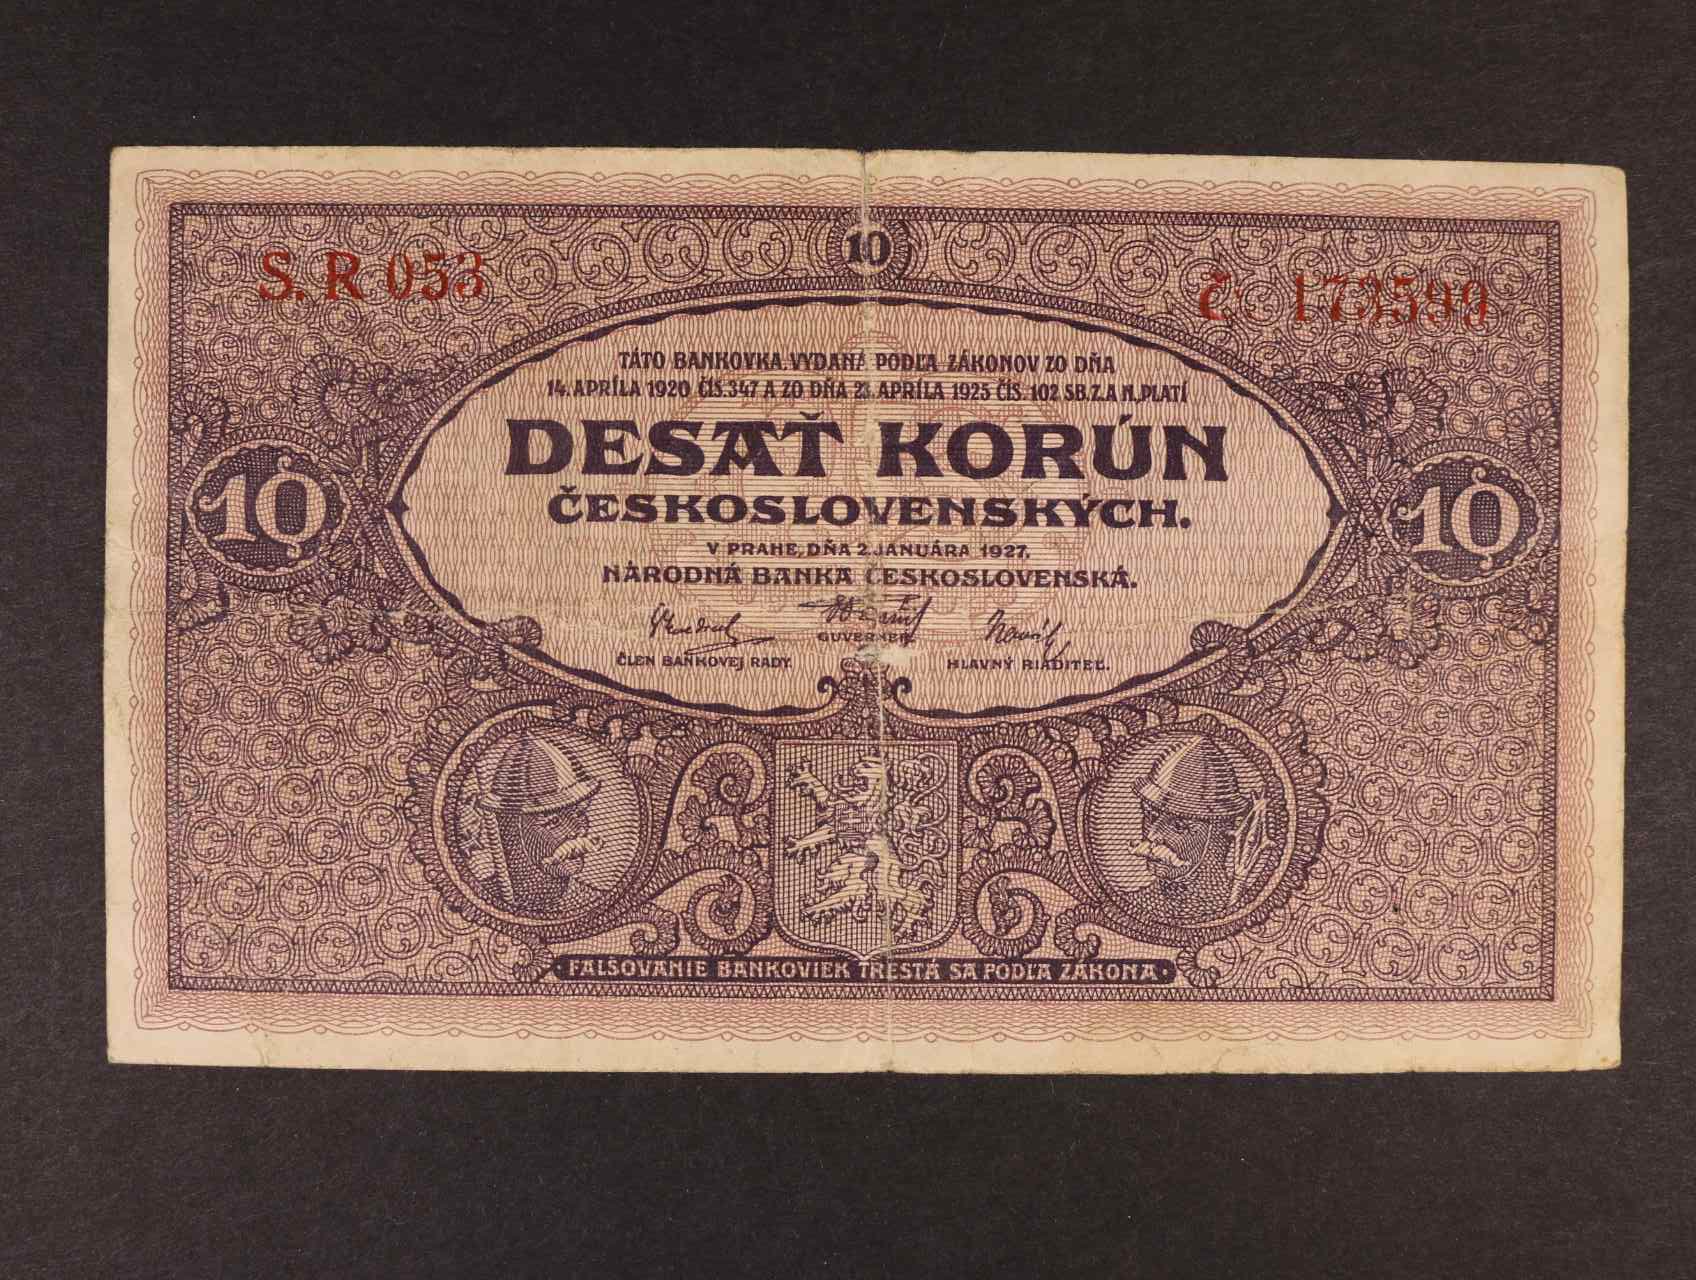 10
S. R 053
Č. 173599
TÁTO BANKOVKA, VYDANÁ PODĽA ZÁKONOV ZO DŇA
14. APRÍLA 1920 ČÍS. 347 A ZO DŇA 23. APRÍLA 1925 ČÍS. 102 SB. Z. A N., PLATÍ
DESAŤ KORÚN
ČESKOSLOVENSKÝCH.
10
10
V PRAHE, DŇA 2. JANUÁRA 1927.
NÁRODNÁ BANKA ČESKOSLOVENSKÁ.
GUVERNER.
ČLEN BANKOVEJ RADY.
HLAVNÝ RIADITEĽ.
· FALŠOVANIE BANKOVIEK TRESTÁ SA PODĽA ZÁKONA ·